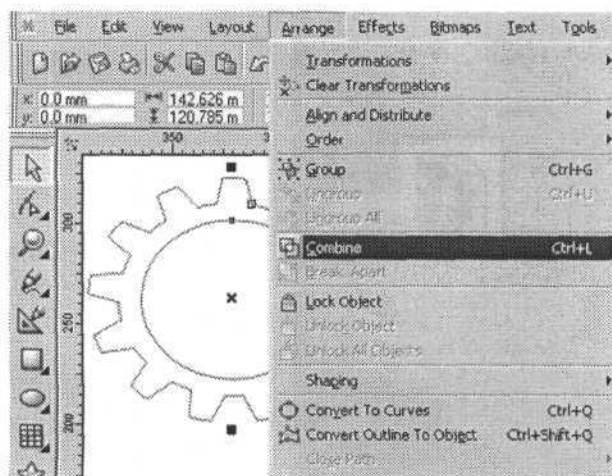 File Edit View Layout Arrange Effects Bitmaps Text Tools
x: 0.0 mm 142,626 m
y: 0.0 mm 120,785 m
350
300
250
200
Transformations
Clear Transformations
Align and Distribute
Order
Group Ctrl+G
Ungroup Ctrl+U
Ungroup All
Combine Ctrl+L
Break Apart
Lock Object
Unlock Object
Unlock All Objects
Shaping
Convert To Curves Ctrl+Q
Convert Outline To Object Ctrl+Shift+Q
Close Path